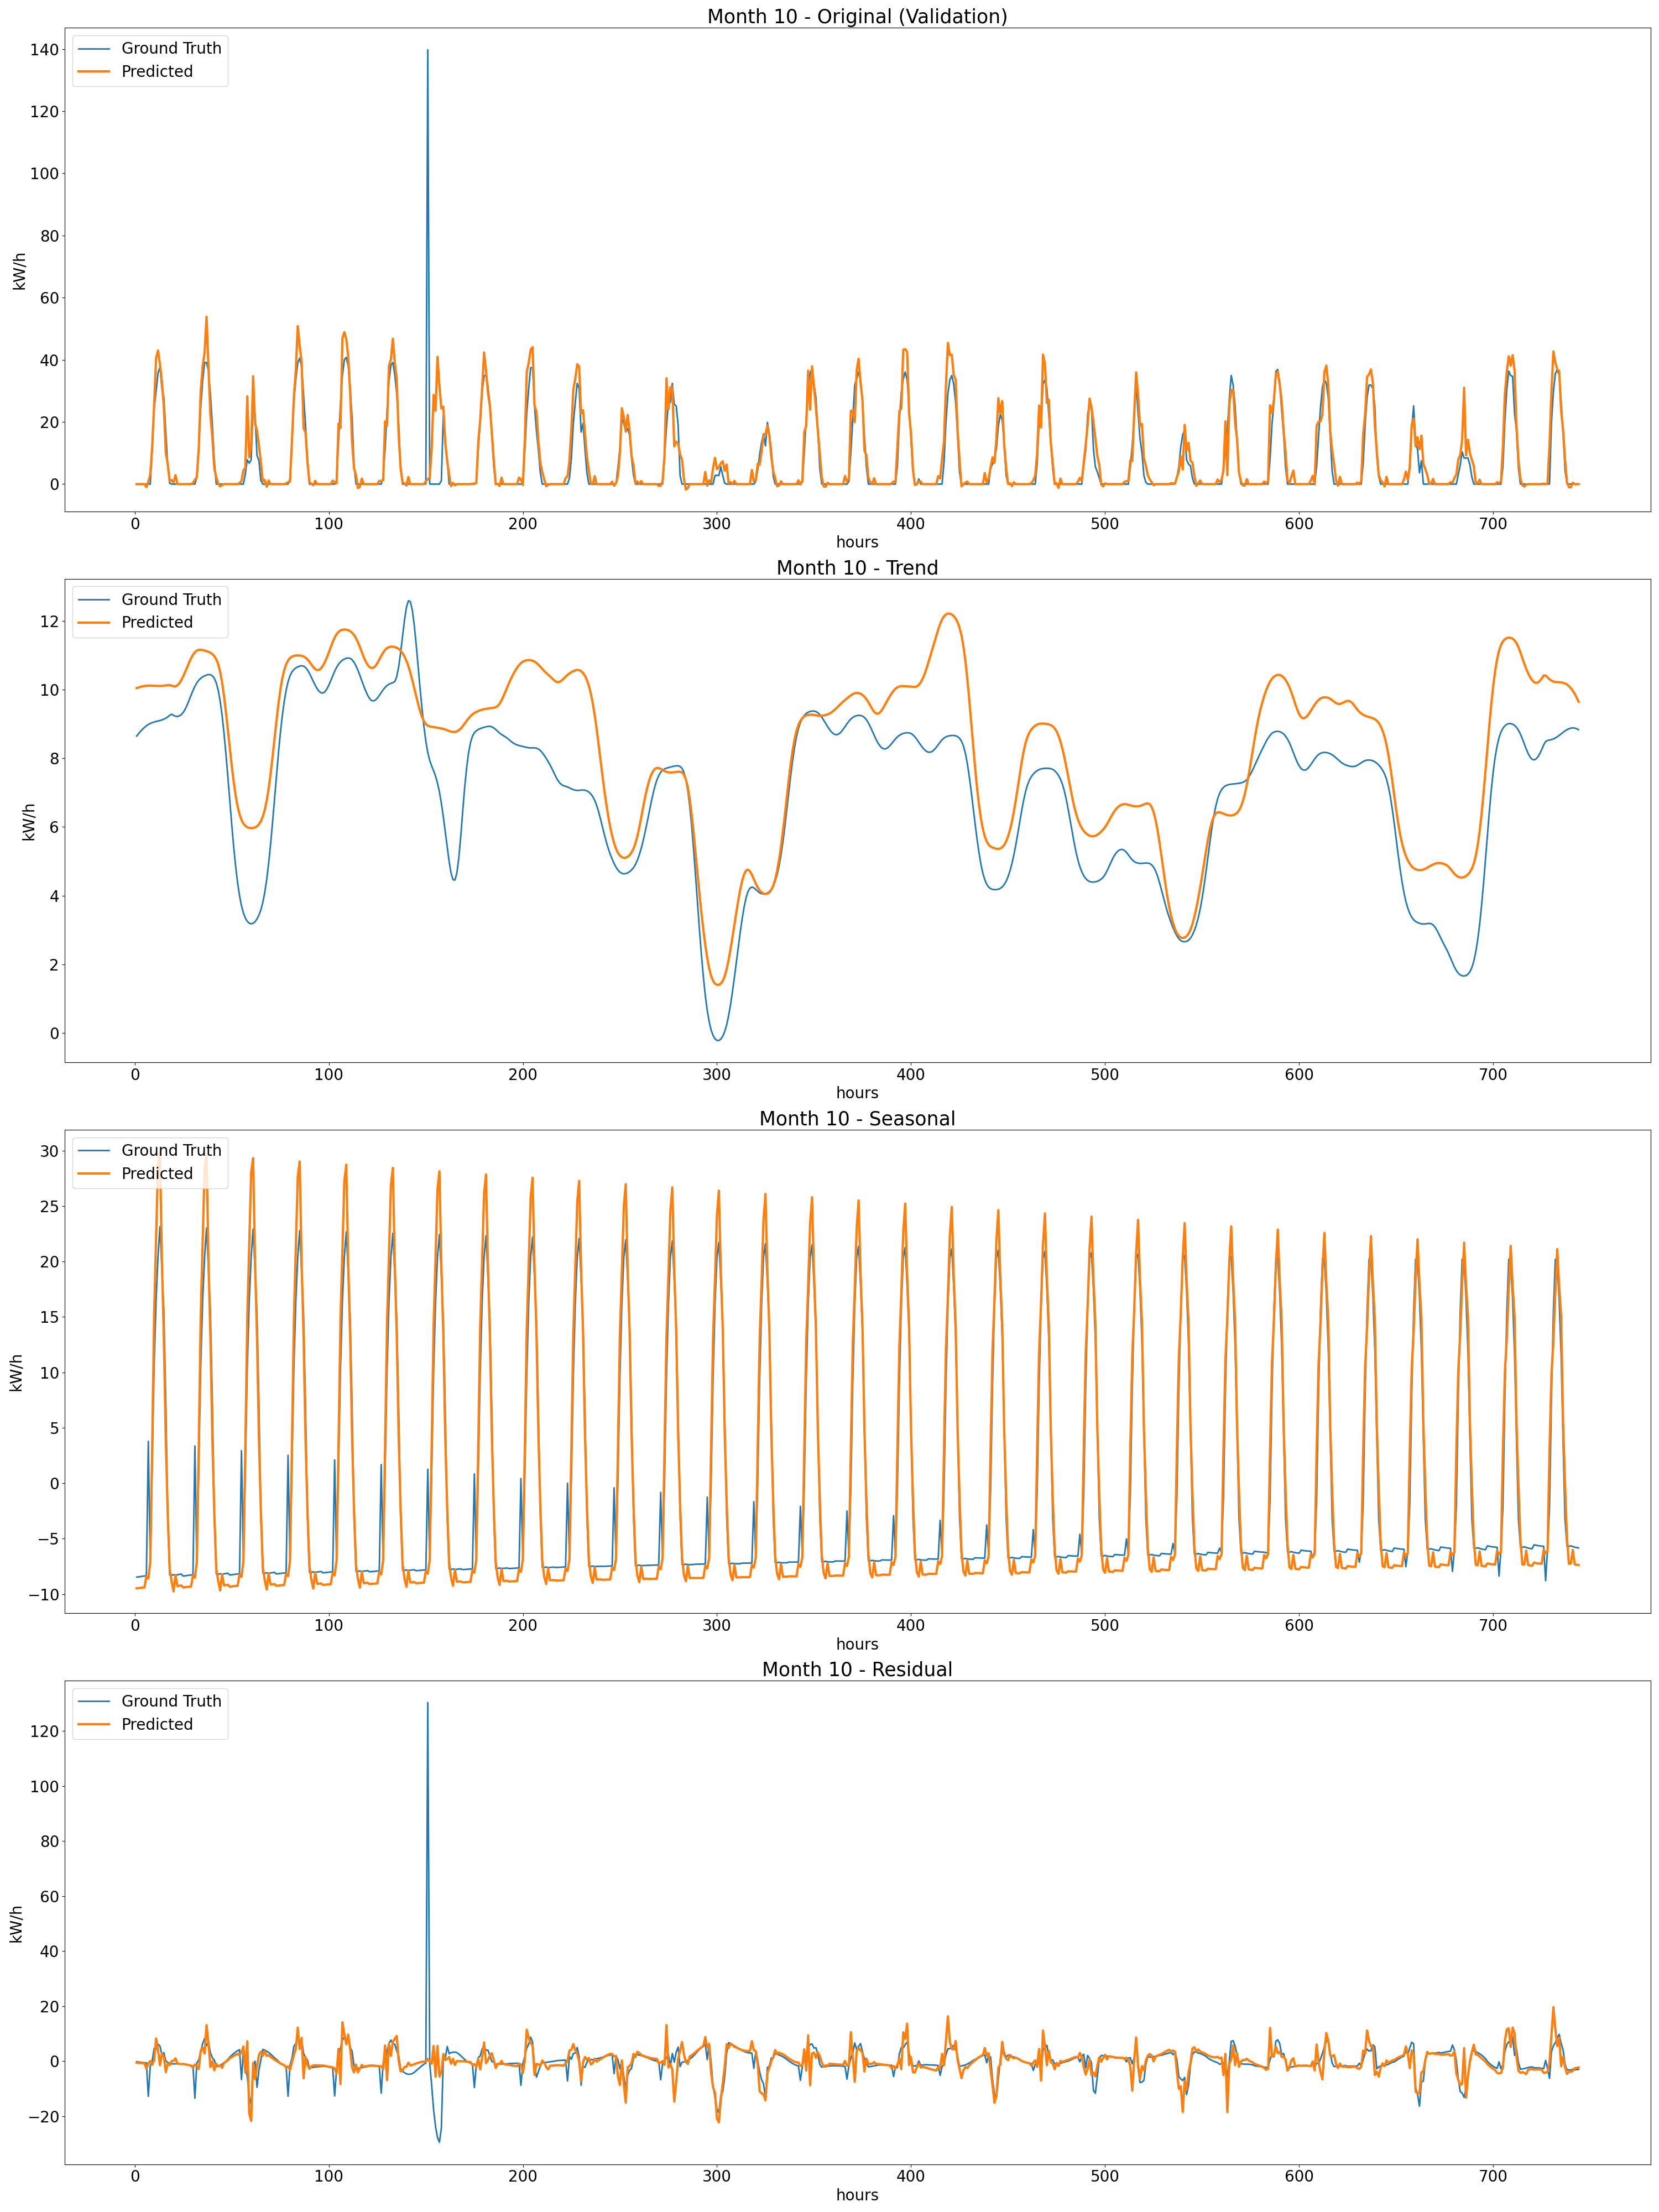 Month 10 - Original (Validation)
Ground Truth
Predicted
140
120
100
80
60
40
20
0
kW/h
0 100 200 300 400 500 600 700
hours
Month 10 - Trend
Ground Truth
Predicted
12
10
8
6
4
2
0
kW/h
0 100 200 300 400 500 600 700
hours
Month 10 - Seasonal
Ground Truth
Predicted
30
25
20
15
10
5
0
−5
−10
kW/h
0 100 200 300 400 500 600 700
hours
Month 10 - Residual
Ground Truth
Predicted
120
100
80
60
40
20
0
−20
kW/h
0 100 200 300 400 500 600 700
hours